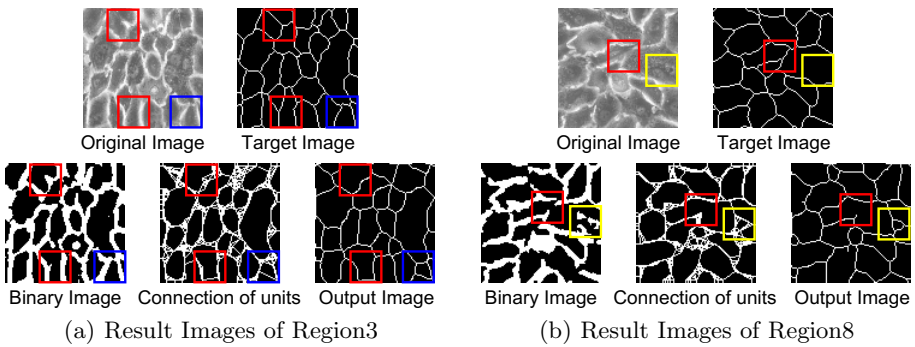 Original Image
Target Image
Original Image
Target Image
Binary Image
Connection of units
Output Image
Binary Image
Connection of units
Output Image
(a) Result Images of Region3
(b) Result Images of Region8